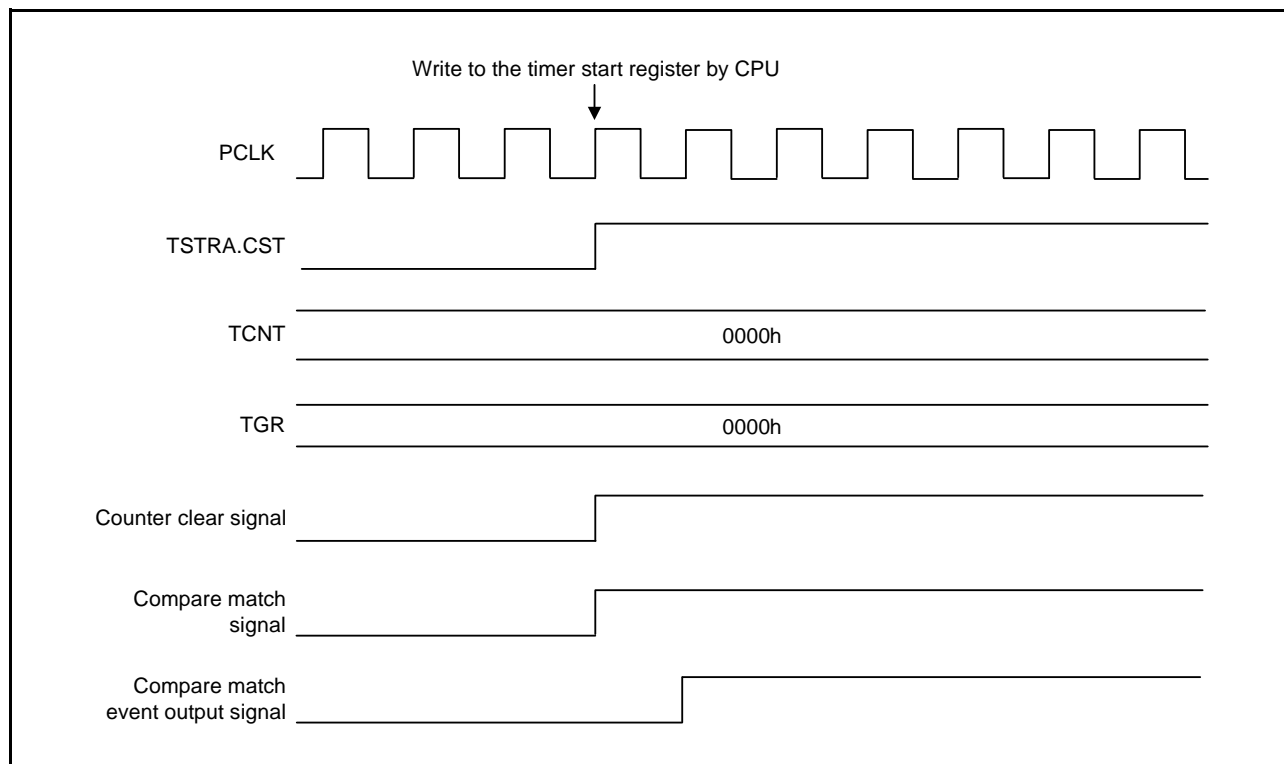 Write to the timer start register by CPU
PCLK
TSTRA.CST
TCNT
0000h
TGR
0000h
Counter clear signal
Compare match
signal
Compare match
event output signal